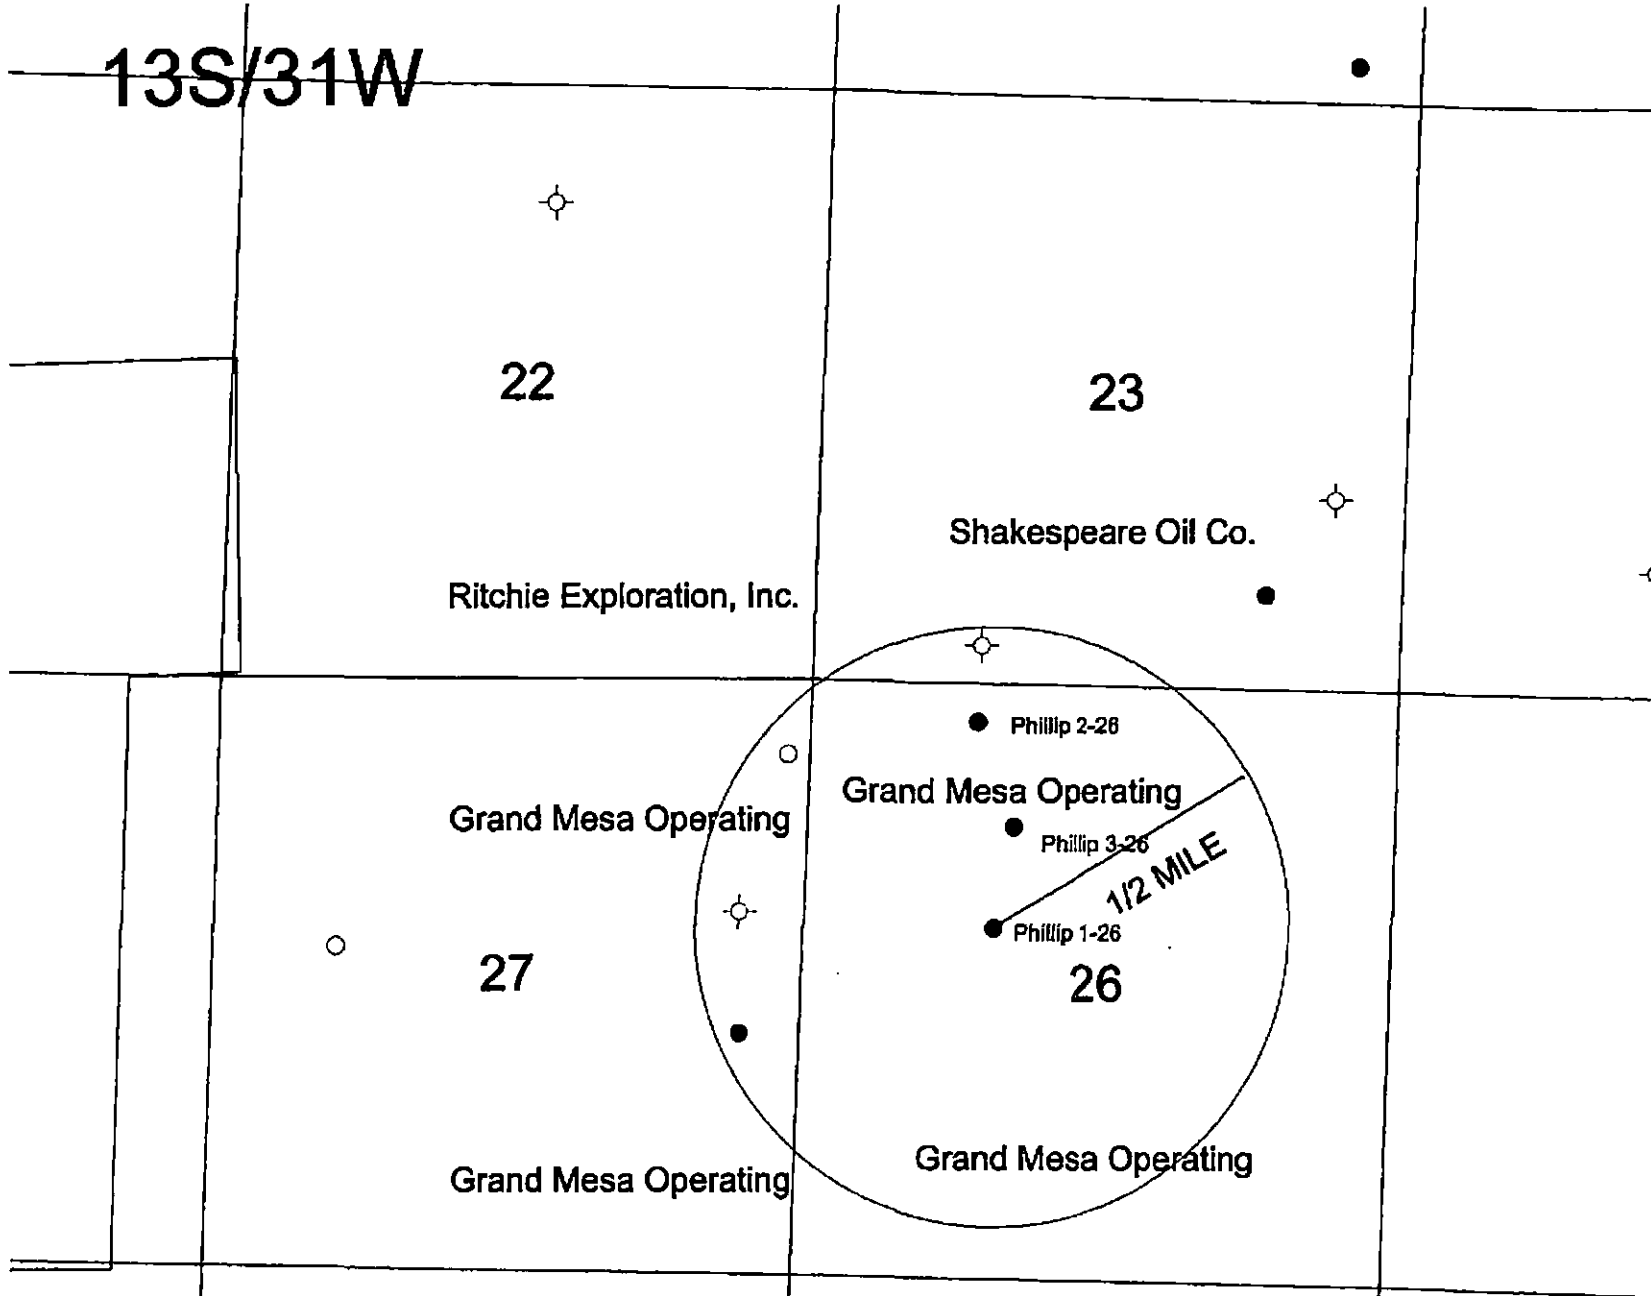 13S/31W
22
23
Shakespeare Oil Co.
Ritchie Exploration, Inc.
Phillip 2-26
Grand Mesa Operating
Grand Mesa Operating
Phillip 3-26
1/2 MILE
Phillip 1-26
27
26
Grand Mesa Operating
Grand Mesa Operating